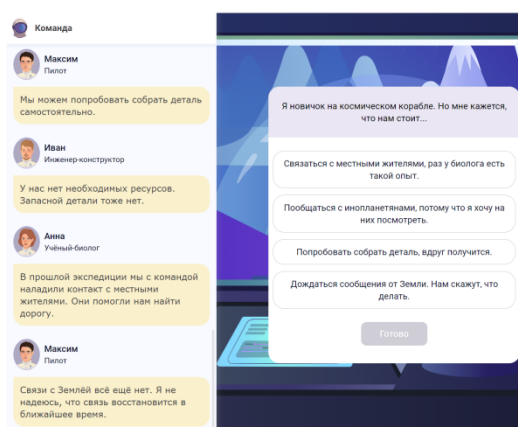 Команда
Максим
Пилот
Мы можем попробовать собрать деталь
самостоятельно.
Иван
Инженер-конструктор
У нас нет необходимых ресурсов.
Запасной детали тоже нет.
Анна
Учёный-биолог
В прошлой экспедиции мы с командой
наладили контакт с местными
жителями. Они помогли нам найти
дорогу.
Максим
Пилот
Связи с Землёй всё ещё нет. Я не
надеюсь, что связь восстановится в
ближайшее время.
Я новичок на космическом корабле. Но мне кажется,
что нам стоит...
Связаться с местными жителями, раз у биолога есть
такой опыт.
Пообщаться с инопланетянами, потому что я хочу на
них посмотреть.
Попробовать собрать деталь, вдруг получится.
Дождаться сообщения от Земли. Нам скажут, что
делать.
Готово